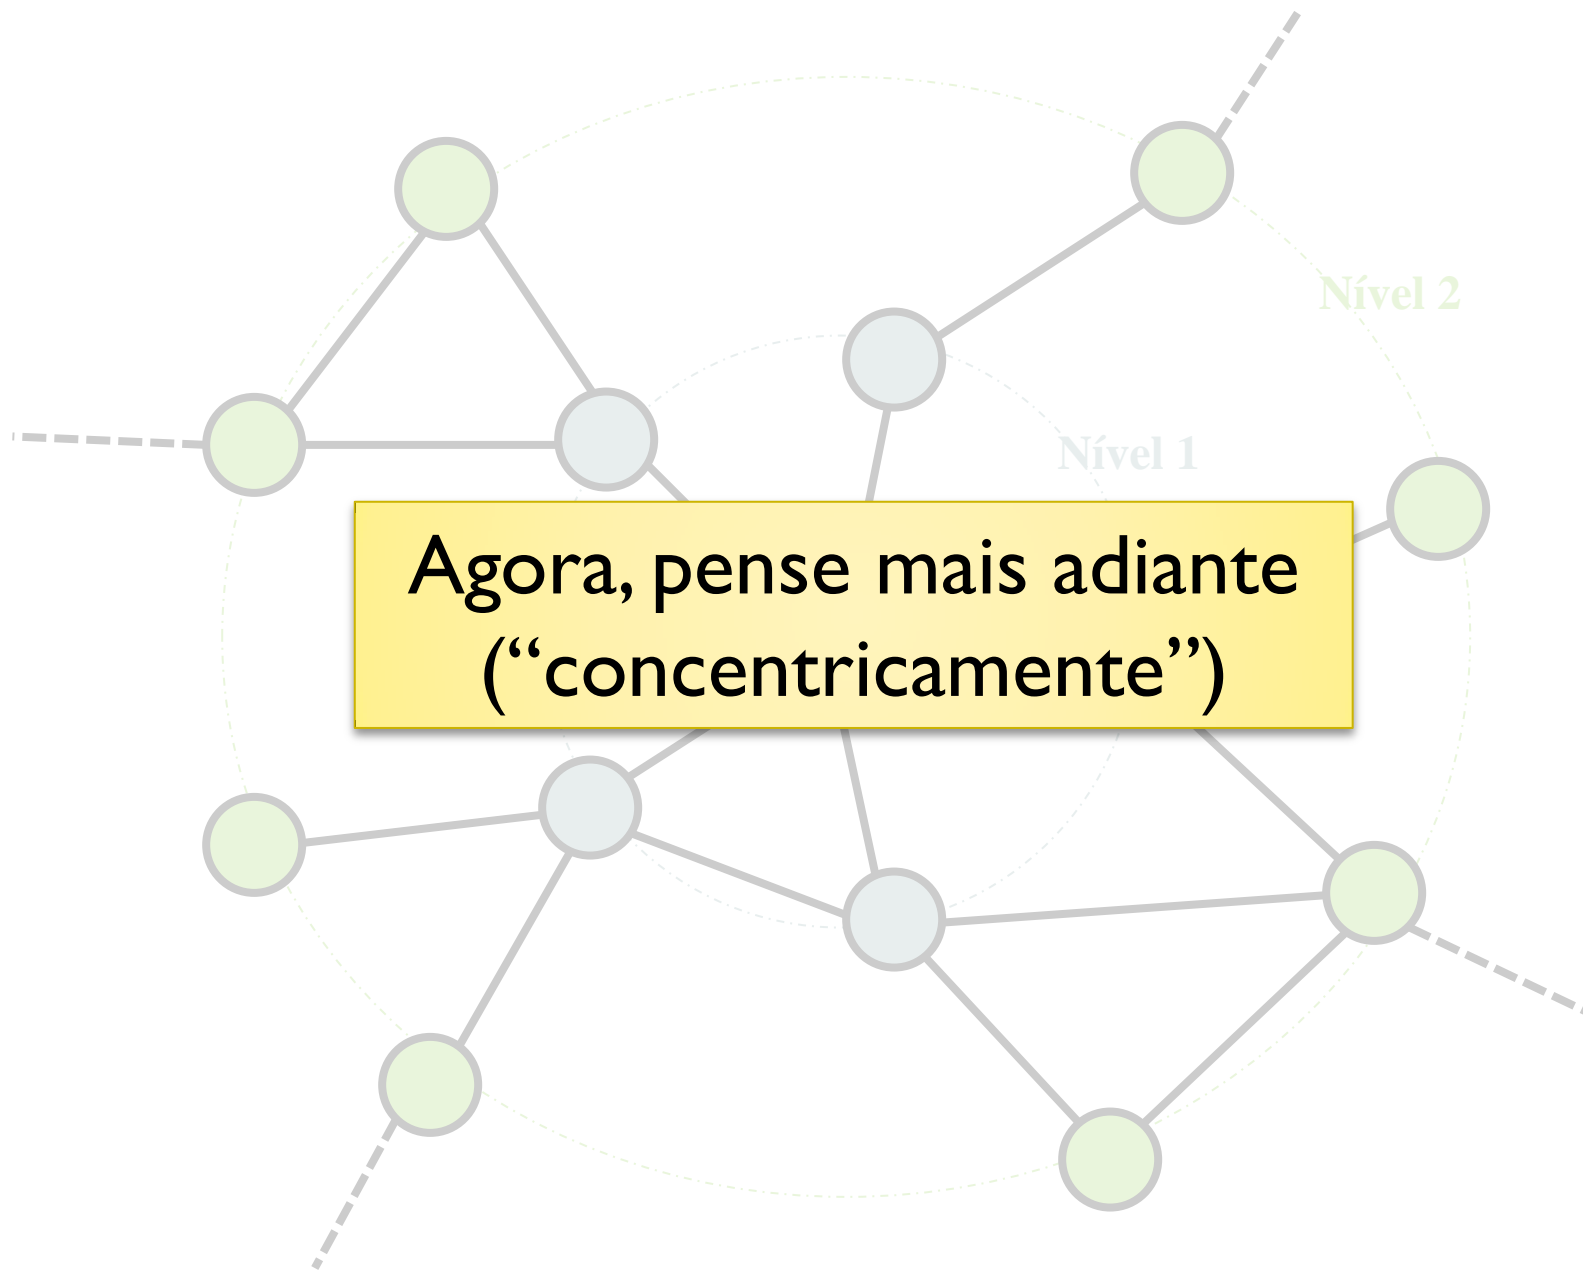 Nível 2
Nível 1
Agora, pense mais adiante
(“concentricamente”)